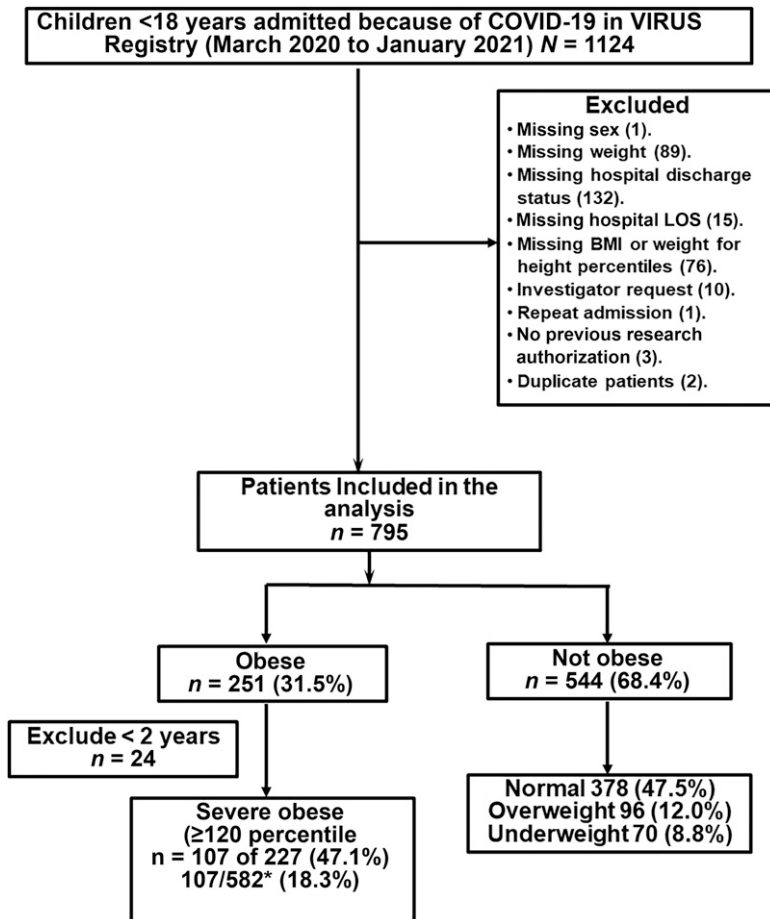 Children <18 years admitted because of COVID-19 in VIRUS
Registry (March 2020 to January 2021) N = 1124
Excluded
• Missing sex (1).
• Missing weight (89).
• Missing hospital discharge
status (132).
• Missing hospital LOS (15).
• Missing BMI or weight for
height percentiles (76).
• Investigator request (10).
• Repeat admission (1).
• No previous research
authorization (3).
• Duplicate patients (2).
Patients Included in the
analysis
n = 795
Obese
n = 251 (31.5%)
Not obese
n = 544 (68.4%)
Exclude < 2 years
n = 24
Severe obese
(≥120 percentile
n = 107 of 227 (47.1%)
107/582* (18.3%)
Normal 378 (47.5%)
Overweight 96 (12.0%)
Underweight 70 (8.8%)